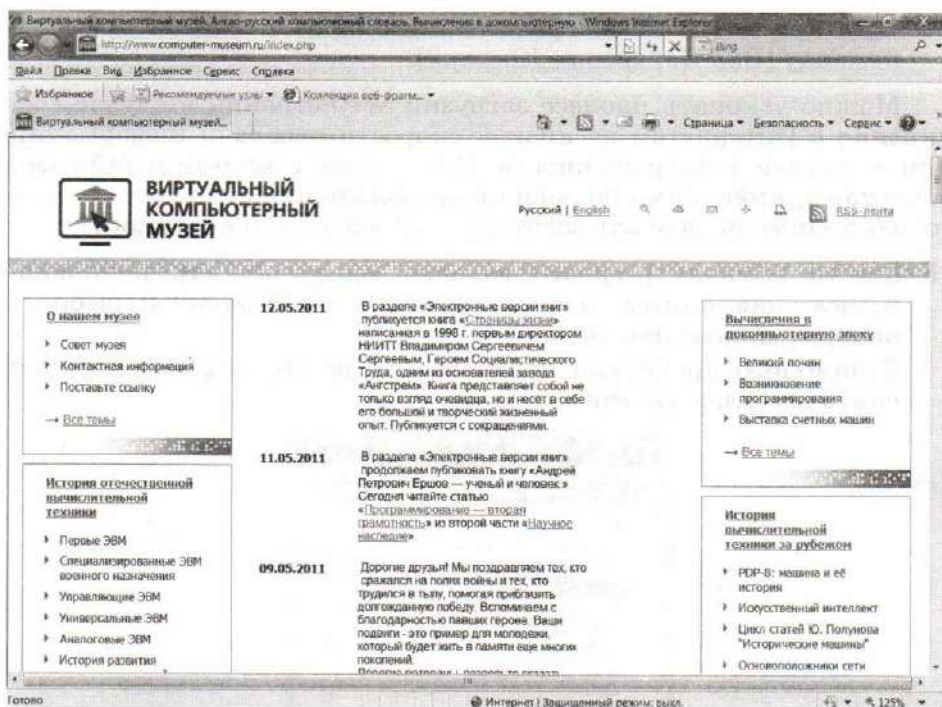 Виртуальный компьютерный музей. Англо-русский компьютерный словарь. Вычисления в докомпьютерную - Windows Internet Explorer
http://www.computer-museum.ru/index.php
Bing
Файл Правка Вид Избранное Сервис Справка
Избранное Рекомендуемые узлы Коллекция веб-фрагм...
Виртуальный компьютерный музей...
Страница Безопасность Сервис
ВИРТУАЛЬНЫЙ
КОМПЬЮТЕРНЫЙ
МУЗЕЙ
Русский | English
RSS-лента
О нашем музее
Совет музея
Контактная информация
Поставьте ссылку
→ Все темы
История отечественной
вычислительной
техники
Первые ЭВМ
Специализированные ЭВМ
военного назначения
Управляющие ЭВМ
Универсальные ЭВМ
Аналоговые ЭВМ
История развития
12.05.2011
В разделе «Электронные версии книг»
публикуется книга «Страницы жизни»
написанная в 1998 г. первым директором
НИИТТ Владимиром Сергеевичем
Сергеевым, Героем Социалистического
труда, одним из основателей завода
«Ангстрем». Книга представляет собой не
только взгляд очевидца, но и несет в себе
его большой и творческий жизненный
опыт. Публикуется с сокращениями.
11.05.2011
В разделе «Электронные версии книг»
продолжаем публиковать книгу «Андрей
Петрович Ершов — ученый и человек.»
Сегодня читайте статью
«Программирование — вторая
грамотность» из второй части «Научное
наследие».
09.05.2011
Дорогие друзья! Мы поздравляем тех, кто
сражался на полях войны и тех, кто
трудился в тылу, помогая приблизить
долгожданную победу. Вспоминаем с
благодарностью павших героев. Ваши
подвиги - это пример для молодежи,
который будет жить в памяти еще многих
поколений.
Вычисления в
докомпьютерную эпоху
Великий почин
Возникновение
программирования
Выставка счетных машин
→ Все темы
История
вычислительной
техники за рубежом
PDP-8: машина и её
история
Искусственный интеллект
Цикл статей Ю. Полунова
"Исторические машины"
Основоположники сети
Готово
Интернет | Защищенный режим: выкл.
125%